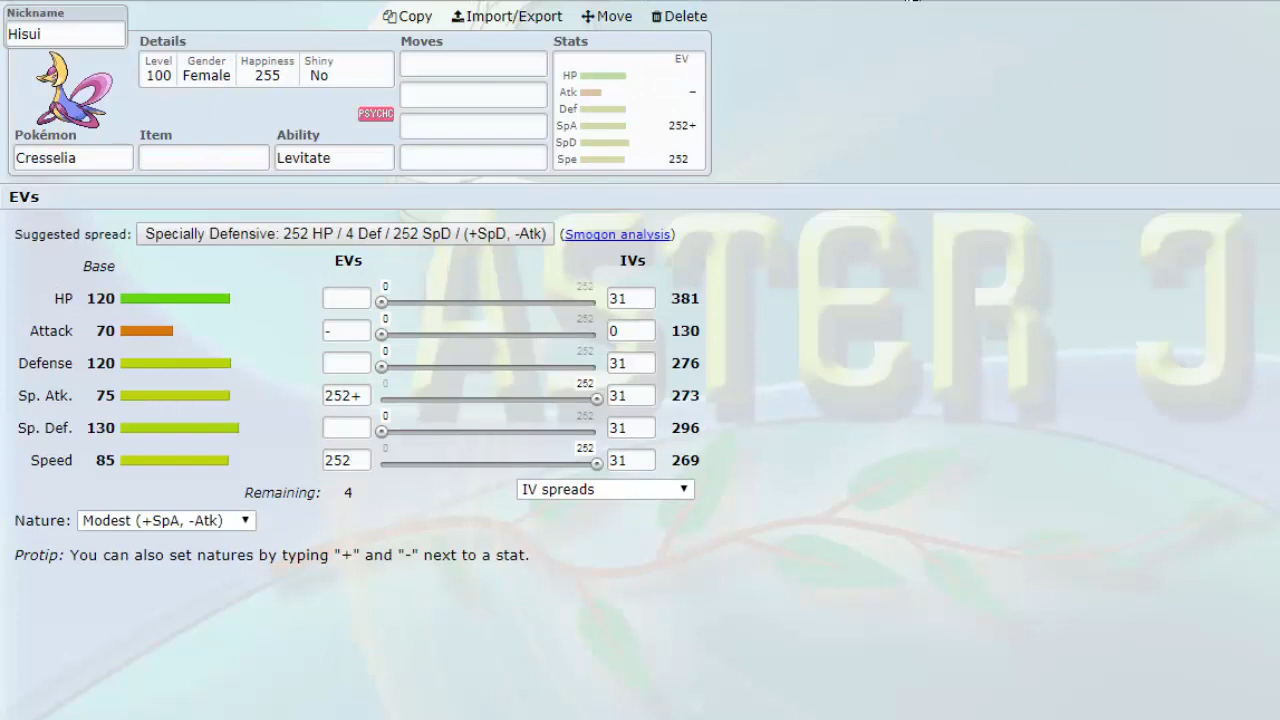 Nickname
Hisui
Copy Import/Export Move Delete
Details
Level Gender Happiness Shiny
100 Female 255 No
PSYCHC
Pokémon Item Ability
Cresselia Levitate
Moves
Stats
EV
HP
Atk –
Def
SpA 252+
SpD
Spe 252
EVs
Suggested spread: Specially Defensive: 252 HP / 4 Def / 252 SpD / (+SpD, -Atk) (Smogon analysis)
Base EVs IVs
HP 120 0 252 31 381
Attack 70 - 0 252 0 130
Defense 120 0 252 31 276
Sp. Atk. 75 252+ 0 252 31 273
Sp. Def. 130 0 252 31 296
Speed 85 252 0 252 31 269
Remaining: 4 IV spreads
Nature: Modest (+SpA, -Atk)
Protip: You can also set natures by typing "+" and "-" next to a stat.
ASTER J